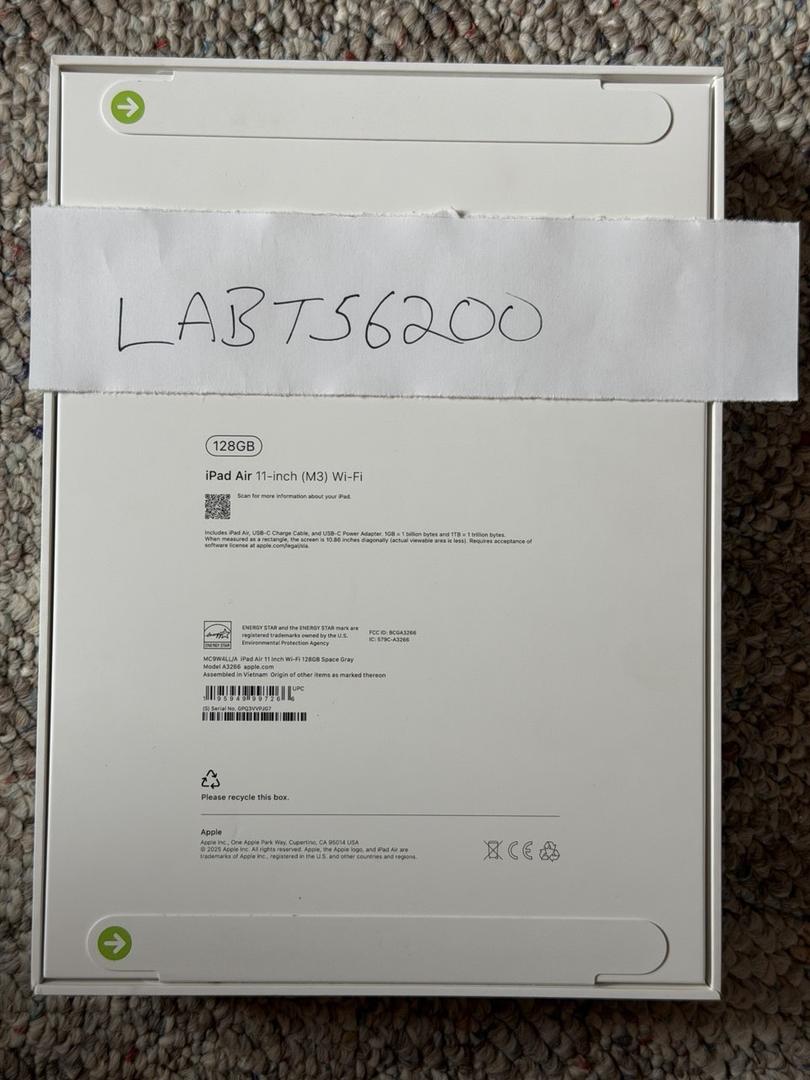 LABT56200
128GB
iPad Air 11-inch (M3) Wi-Fi
Scan for more information about your iPad.
Includes iPad Air, USB-C Charge Cable, and USB-C Power Adapter. 1GB = 1 billion bytes and 1TB = 1 trillion bytes.
When measured as a rectangle, the screen is 10.86 inches diagonally (actual viewable area is less). Requires acceptance of
software license at apple.com/legal/sla.
ENERGY STAR
ENERGY STAR and the ENERGY STAR mark are
registered trademarks owned by the U.S.
Environmental Protection Agency
FCC ID: BCGA3266
IC: 579C-A3266
MC9W4LL/A iPad Air 11 Inch Wi-Fi 128GB Space Gray
Model A3266 apple.com
Assembled in Vietnam Origin of other items as marked thereon
UPC
(S) Serial No. GPQ3VVPJG7
Please recycle this box.
Apple
Apple Inc., One Apple Park Way, Cupertino, CA 95014 USA
© 2025 Apple Inc. All rights reserved. Apple, the Apple logo, and iPad Air are
trademarks of Apple Inc., registered in the U.S. and other countries and regions.
CE